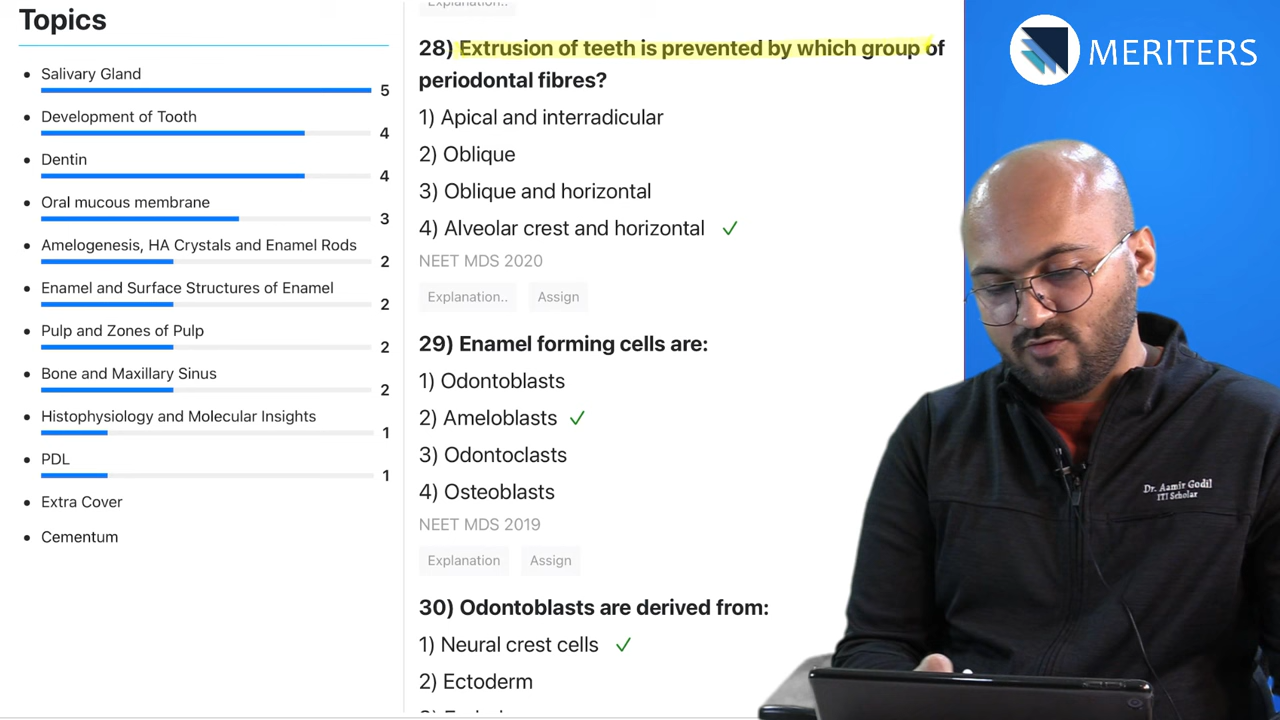 Topics
Salivary Gland
5
Development of Tooth
4
Dentin
4
Oral mucous membrane
3
Amelogenesis, HA Crystals and Enamel Rods
2
Enamel and Surface Structures of Enamel
2
Pulp and Zones of Pulp
2
Bone and Maxillary Sinus
2
Histophysiology and Molecular Insights
1
PDL
1
Extra Cover
Cementum
Explanation..
28) Extrusion of teeth is prevented by which group of
periodontal fibres?
1) Apical and interradicular
2) Oblique
3) Oblique and horizontal
4) Alveolar crest and horizontal ✓
NEET MDS 2020
Explanation.. Assign
29) Enamel forming cells are:
1) Odontoblasts
2) Ameloblasts ✓
3) Odontoclasts
4) Osteoblasts
NEET MDS 2019
Explanation Assign
30) Odontoblasts are derived from:
1) Neural crest cells ✓
2) Ectoderm
MERITERS
Dr. Aamir Godil
ITI Scholar